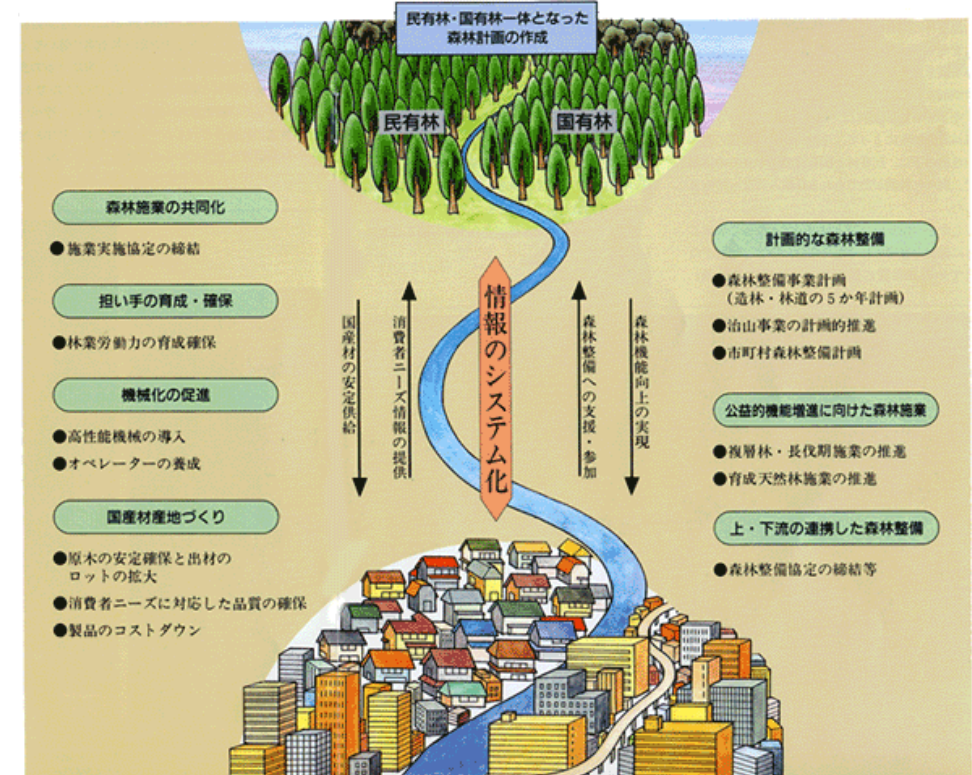 民有林・国有林一体となった
森林計画の作成
民有林
国有林
森林施業の共同化
●施業実施協定の締結
担い手の育成・確保
●林業労働力の育成確保
機械化の促進
●高性能機械の導入
●オペレーターの養成
国産材産地づくり
●原木の安定確保と出材の
ロットの拡大
●消費者ニーズに対応した品質の確保
●製品のコストダウン
国産材の安定供給
消費者ニーズ情報の提供
情報のシステム化
森林整備への支援・参加
森林機能向上の実現
計画的な森林整備
●森林整備事業計画
(造林・林道の5か年計画)
●治山事業の計画的推進
●市町村森林整備計画
公益的機能増進に向けた森林施業
●複層林・長伐期施業の推進
●育成天然林施業の推進
上・下流の連携した森林整備
●森林整備協定の締結等